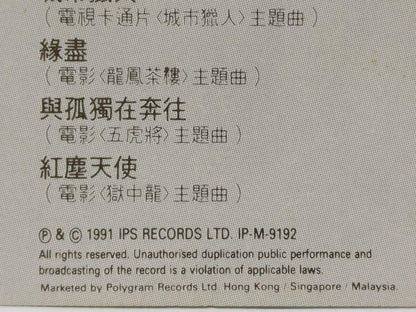 (電視卡通片〈城市獵人〉主題曲)
緣盡
(電影〈龍鳳茶樓〉主題曲)
與孤獨在奔往
(電影〈五虎將〉主題曲)
紅塵天使
(電影〈獄中龍〉主題曲)
Ⓟ & © 1991 IPS RECORDS LTD. IP-M-9192
All rights reserved. Unauthorised duplication public performance and
broadcasting of the record is a violation of applicable laws.
Marketed by Polygram Records Ltd. Hong Kong / Singapore / Malaysia.